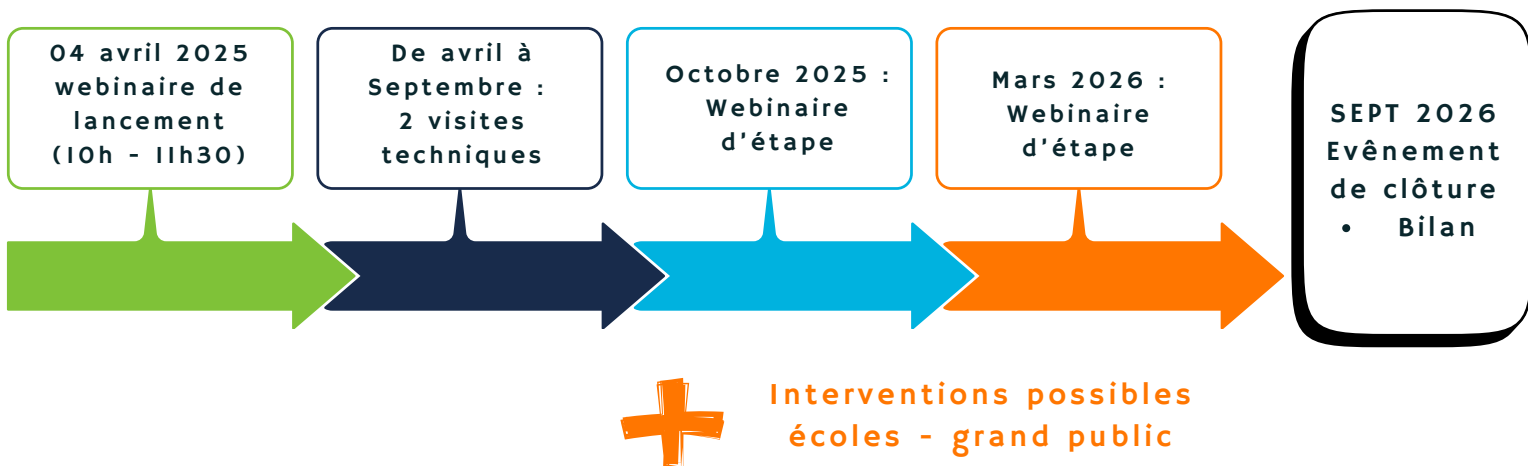 04 avril 2025
webinaire de
lancement
(10h - 11h30)
De avril à
Septembre :
2 visites
techniques
Octobre 2025 :
Webinaire
d'étape
Mars 2026 :
Webinaire
d'étape
SEPT 2026
Evênement
de clôture
• Bilan
Interventions possibles
écoles - grand public